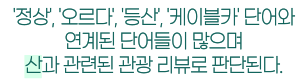 '정상', '오르다', '등산', '케이블카' 단어와
연계된 단어들이 많으며
산과 관련된 관광 리뷰로 판단된다.